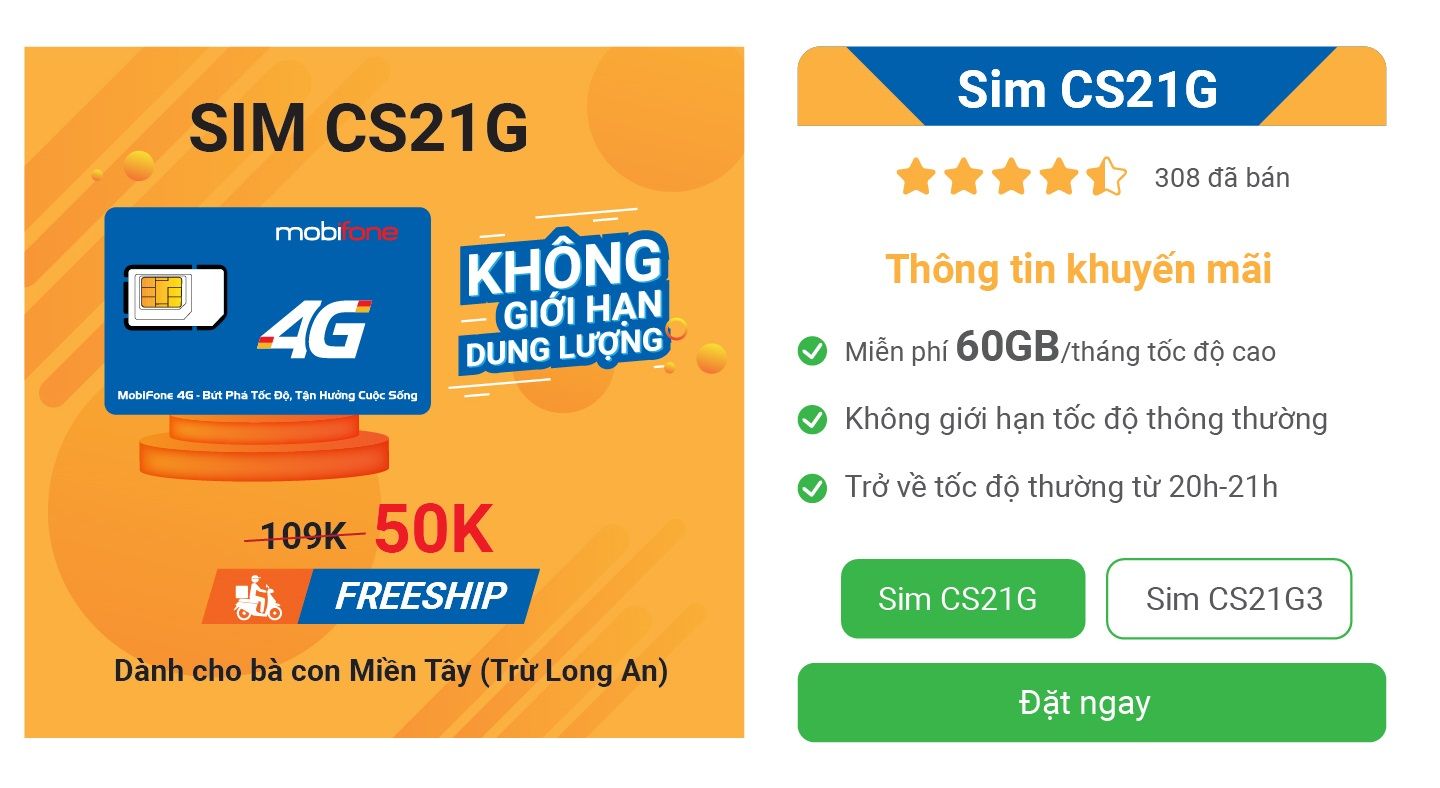 SIM CS21G
mobifone
4G
MobiFone 4G - Bứt Phá Tốc Độ, Tận Hưởng Cuộc Sống
KHÔNG
GIỚI HẠN
DUNG LƯỢNG
109K 50K
FREESHIP
Dành cho bà con Miền Tây (Trừ Long An)
Sim CS21G
308 đã bán
Thông tin khuyến mãi
Miễn phí 60GB/tháng tốc độ cao
Không giới hạn tốc độ thông thường
Trở về tốc độ thường từ 20h-21h
Sim CS21G
Sim CS21G3
Đặt ngay